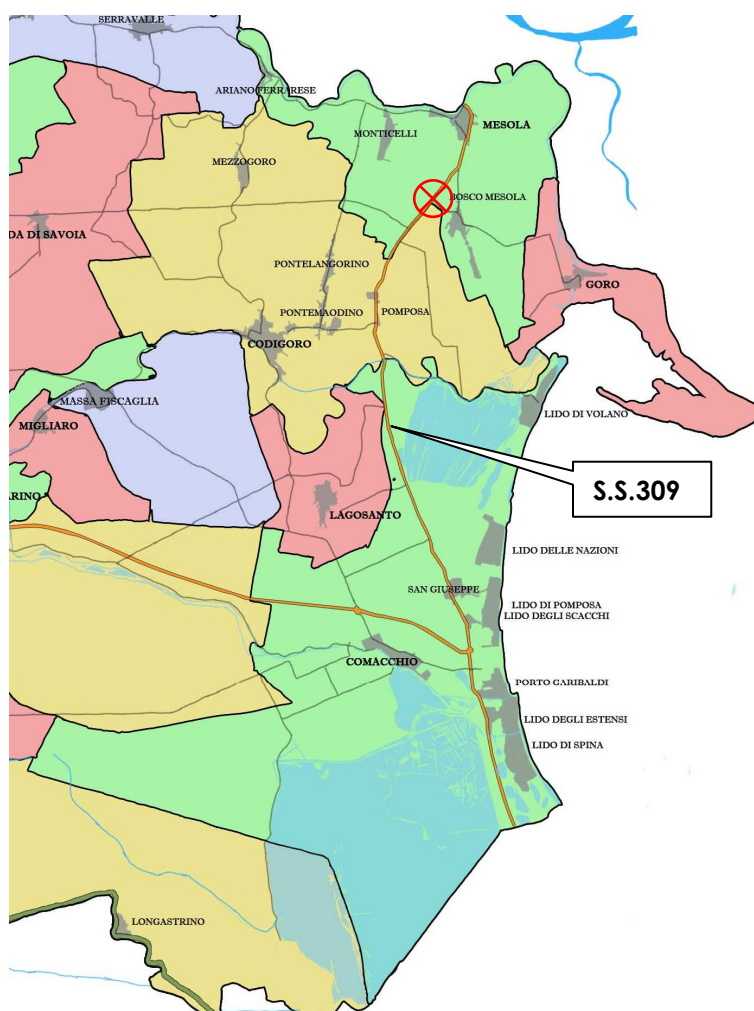 SERRAVALLE
ARIANO FERRARESE
MONTICELLI
MESOLA
MEZZOGORO
BOSCO MESOLA
DA DI SAVOIA
PONTELANGORINO
GORO
PONTEMAODINO
POMPOSA
CODIGORO
MASSA FISCAGLIA
LIDO DI VOLANO
MIGLIARO
S.S.309
ARINO
LAGOSANTO
LIDO DELLE NAZIONI
SAN GIUSEPPE
LIDO DI POMPOSA
LIDO DEGLI SCACCHI
COMACCHIO
PORTO GARIBALDI
LIDO DEGLI ESTENSI
LIDO DI SPINA
LONGASTRINO